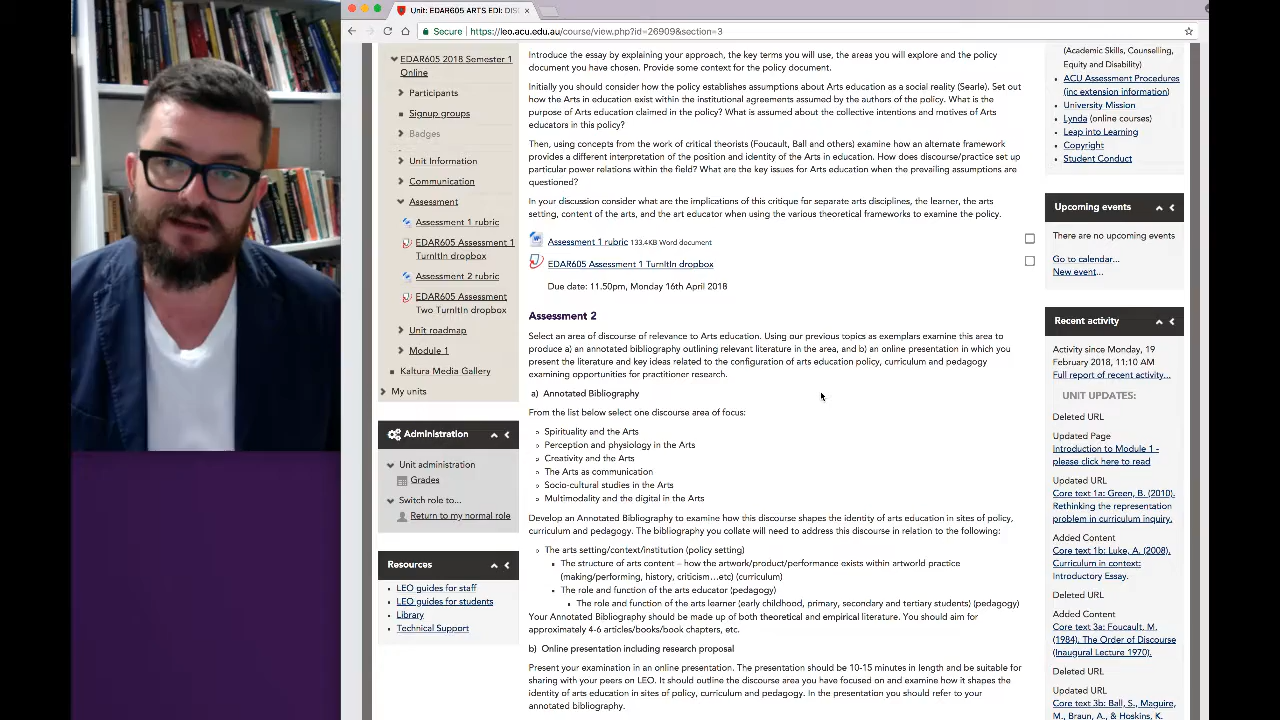 Unit: EDAR605 ARTS EDI: DIS
Secure
https://leo.acu.edu.au/course/view.php?id=26909&section=3
EDAR605 2018 Semester 1
Online
Participants
Signup groups
Badges
Unit Information
Communication
Assessment
Assessment 1 rubric
EDAR605 Assessment 1
TurnItIn dropbox
Assessment 2 rubric
EDAR605 Assessment
Two TurnItIn dropbox
Unit roadmap
Module 1
Kaltura Media Gallery
My units
Administration
Unit administration
Grades
Switch role to...
Return to my normal role
Resources
LEO guides for staff
LEO guides for students
Library
Technical Support
Introduce the essay by explaining your approach, the key terms you will use, the areas you will explore and the policy
document you have chosen. Provide some context for the policy document.
Initially you should consider how the policy establishes assumptions about Arts education as a social reality (Searle). Set out
how the Arts in education exist within the institutional agreements assumed by the authors of the policy. What is the
purpose of Arts education claimed in the policy? What is assumed about the collective intentions and motives of Arts
educators in this policy?
Then, using concepts from the work of critical theorists (Foucault, Ball and others) examine how an alternate framework
provides a different interpretation of the position and identity of the Arts in education. How does discourse/practice set up
particular power relations within the field? What are the key issues for Arts education when the prevailing assumptions are
questioned?
In your discussion consider what are the implications of this critique for separate arts disciplines, the learner, the arts
setting, content of the arts, and the art educator when using the various theoretical frameworks to examine the policy.
Assessment 1 rubric 133.4KB Word document
EDAR605 Assessment 1 TurnItIn dropbox
Due date: 11.50pm, Monday 16th April 2018
Assessment 2
Select an area of discourse of relevance to Arts education. Using our previous topics as exemplars examine this area to
produce a) an annotated bibliography outlining relevant literature in the area, and b) an online presentation in which you
present the literature and key ideas related to the configuration of arts education policy, curriculum and pedagogy
examining opportunities for practitioner research.
a) Annotated Bibliography
From the list below select one discourse area of focus:
Spirituality and the Arts
Perception and physiology in the Arts
Creativity and the Arts
The Arts as communication
Socio-cultural studies in the Arts
Multimodality and the digital in the Arts
Develop an Annotated Bibliography to examine how this discourse shapes the identity of arts education in sites of policy,
curriculum and pedagogy. The bibliography you collate will need to address this discourse in relation to the following:
The arts setting/context/institution (policy setting)
The structure of arts content – how the artwork/product/performance exists within artworld practice
(making/performing, history, criticism...etc) (curriculum)
The role and function of the arts educator (pedagogy)
The role and function of the arts learner (early childhood, primary, secondary and tertiary students) (pedagogy)
Your Annotated Bibliography should be made up of both theoretical and empirical literature. You should aim for
approximately 4-6 articles/books/book chapters, etc.
b) Online presentation including research proposal
Present your examination in an online presentation. The presentation should be 10-15 minutes in length and be suitable for
sharing with your peers on LEO. It should outline the discourse area you have focused on and examine how it shapes the
identity of arts education in sites of policy, curriculum and pedagogy. In the presentation you should refer to your
annotated bibliography.
(Academic Skills, Counselling,
Equity and Disability)
ACU Assessment Procedures
(inc extension information)
University Mission
Lynda (online courses)
Leap into Learning
Copyright
Student Conduct
Upcoming events
There are no upcoming events
Go to calendar...
New event...
Recent activity
Activity since Monday, 19
February 2018, 11:10 AM
Full report of recent activity...
UNIT UPDATES:
Deleted URL
Updated Page
Introduction to Module 1 -
please click here to read
Updated URL
Core text 1a: Green, B. (2010).
Rethinking the representation
problem in curriculum inquiry.
Added Content
Core text 1b: Luke, A. (2008).
Curriculum in context:
Introductory Essay.
Deleted URL
Added Content
Core text 3a: Foucault, M.
(1984). The Order of Discourse
(Inaugural Lecture 1970).
Deleted URL
Updated URL
Core text 3b: Ball, S., Maguire,
M., Braun, A., & Hoskins, K.